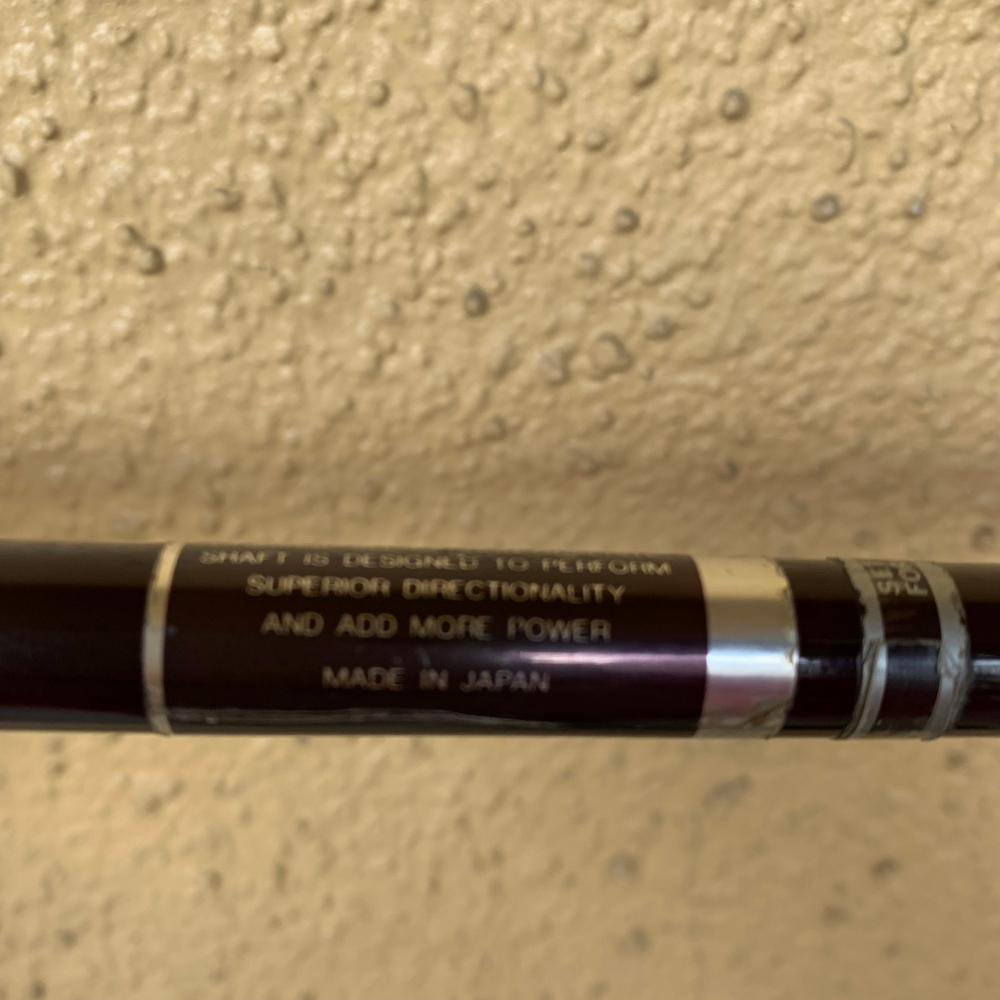 SHAFT IS DESIGNED TO PERFORM
SUPERIOR DIRECTIONALITY
AND ADD MORE POWER
MADE IN JAPAN